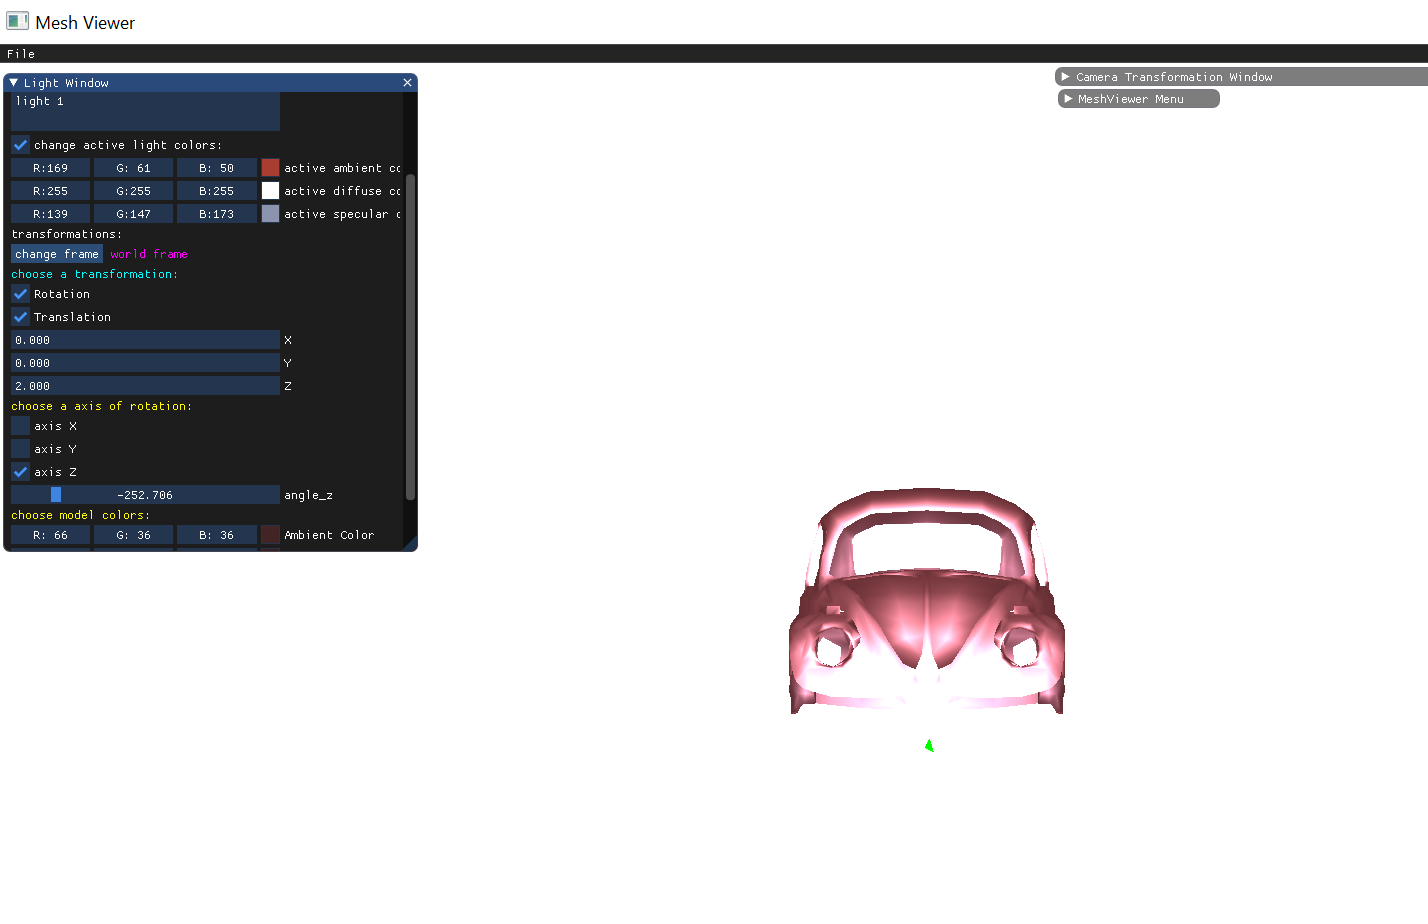 Mesh Viewer
File
Light Window
light 1
change active light colors:
R:169 G: 61 B: 50 active ambient co
R:255 G:255 B:255 active diffuse co
R:139 G:147 B:173 active specular c
transformations:
change frame world frame
choose a transformation:
Rotation
Translation
0.000 X
0.000 Y
2.000 Z
choose a axis of rotation:
axis X
axis Y
axis Z
-252.706 angle_z
choose model colors:
R: 66 G: 36 B: 36 Ambient Color
Camera Transformation Window
MeshViewer Menu